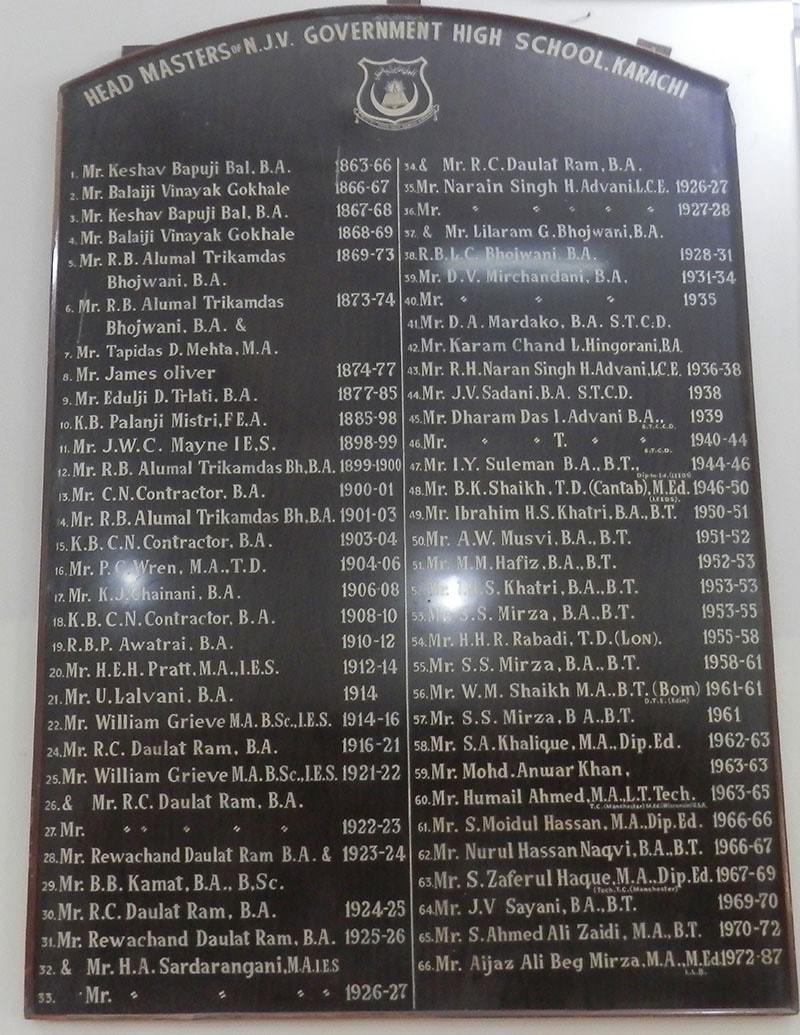 HEAD MASTERS OF N.J.V. GOVERNMENT HIGH SCHOOL. KARACHI
1. Mr. Keshav Bapuji Bal, B.A. 1863-66
2. Mr. Balaiji Vinayak Gokhale 1866-67
3. Mr. Keshav Bapuji Bal, B.A. 1867-68
4. Mr. Balaiji Vinayak Gokhale 1868-69
5. Mr. R.B. Alumal Trikamdas 1869-73
Bhojwani, B.A.
6. Mr. R.B. Alumal Trikamdas 1873-74
Bhojwani, B.A. &
7. Mr. Tapidas D. Mehta, M.A.
8. Mr. James oliver 1874-77
9. Mr. Edulji D. Trlati, B.A. 1877-85
10. K.B. Palanji Mistri, F.E.A. 1885-98
11. Mr. J.W.C. Mayne I E.S. 1898-99
12. Mr. R.B. Alumal Trikamdas Bh, B.A. 1899-1900
13. Mr. C.N. Contractor, B.A. 1900-01
14. Mr. R.B. Alumal Trikamdas Bh, B.A. 1901-03
15. K.B. C.N. Contractor, B.A. 1903-04
16. Mr. P. Wren, M.A., T.D. 1904-06
17. Mr. K.J. Chainani, B.A. 1906-08
18. K.B. C.N. Contractor, B.A. 1908-10
19. R.B.P. Awatrai, B.A. 1910-12
20. Mr. H.E.H. Pratt, M.A., I.E.S. 1912-14
21. Mr. U. Lalvani, B.A. 1914
22. Mr. William Grieve M.A. B.Sc., I.E.S. 1914-16
24. Mr. R.C. Daulat Ram, B.A. 1916-21
25. Mr. William Grieve M.A.B.Sc., I.E.S. 1921-22
26. & Mr. R.C. Daulat Ram, B.A.
27. Mr. " " " " " 1922-23
28. Mr. Rewachand Daulat Ram B.A. & 1923-24
29. Mr. B.B. Kamat, B.A., B,Sc.
30. Mr. R.C. Daulat Ram, B.A. 1924-25
31. Mr. Rewachand Daulat Ram, B.A. 1925-26
32. & Mr. H.A. Sardarangani, M.A.I.E.S
33. Mr. " " " " 1926-27
34. & Mr. R.C. Daulat Ram, B.A.
35. Mr. Narain Singh H. Advani. L.C.E. 1926-27
36. Mr. " " " " " 1927-28
37. & Mr. Lilaram G. Bhojwani, B.A.
38. R.B. L.C. Bhojwani, B.A. 1928-31
39. Mr. D.V. Mirchandani, B.A. 1931-34
40. Mr. " " " 1935
41. Mr. D.A. Mardako, B.A. S.T.C.D.
42. Mr. Karam Chand L. Hingorani, B.A.
43. Mr. R.H. Naran Singh H. Advani, L.C.E. 1936-38
44. Mr. J.V. Sadani, B.A. S.T.C.D. 1938
45. Mr. Dharam Das I. Advani B.A., 1939
S.T.C.C.D.
46. Mr. " " T. " " 1940-44
S.T.C.D.
47. Mr. I.Y. Suleman B.A., B.T., 1944-46
Dip-In-Ed. (LEEDS)
48. Mr. B.K. Shaikh, T.D. (Cantab), M.Ed. 1946-50
(LEEDS).
49. Mr. Ibrahim H.S. Khatri, B.A., B.T. 1950-51
50. Mr. A.W. Musvi, B.A., B.T. 1951-52
51. Mr. M.M. Hafiz, B.A., B.T. 1952-53
H.S. Khatri, B.A., B.T. 1953-53
53. Mr. S.S. Mirza, B.A., B.T. 1953-55
54. Mr. H.H.R. Rabadi, T.D. (LON). 1955-58
55. Mr. S.S. Mirza, B.A., B.T. 1958-61
56. Mr. W.M. Shaikh M.A., B.T. (Bom) 1961-61
D.T.E. (Edin)
57. Mr. S.S. Mirza, B A., B.T. 1961
58. Mr. S.A. Khalique, M.A., Dip. Ed. 1962-63
59. Mr. Mohd. Anwar Khan, 1963-63
60. Mr. Humail Ahmed, M.A., L.T. Tech. 1963-65
T.C. (Manchester) M.Ed. (Wisconsin) U.S.A.
61. Mr. S. Moidul Hassan, M.A., Dip. Ed. 1966-66
62. Mr. Nurul Hassan Naqvi, B.A., B.T. 1966-67
63. Mr. S. Zaferul Haque, M.A., Dip. Ed. 1967-69
(Tech. T.C. (Manchester)
64. Mr. J.V Sayani, B.A., B.T. 1969-70
65. Mr. S. Ahmed Ali Zaidi, M.A., B.T. 1970-72
66. Mr. Aijaz Ali Beg Mirza, M.A., M.Ed. 1972-87
L.L.B.